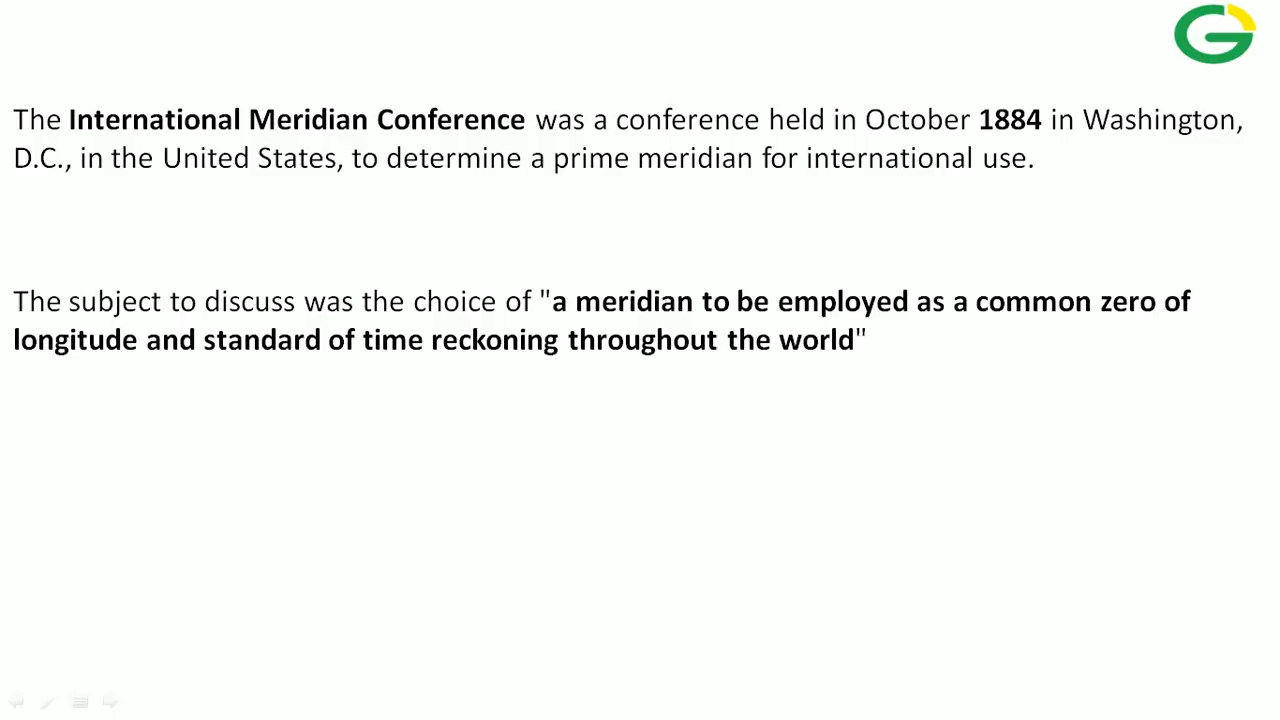 The International Meridian Conference was a conference held in October 1884 in Washington,
D.C., in the United States, to determine a prime meridian for international use.
The subject to discuss was the choice of "a meridian to be employed as a common zero of
longitude and standard of time reckoning throughout the world"